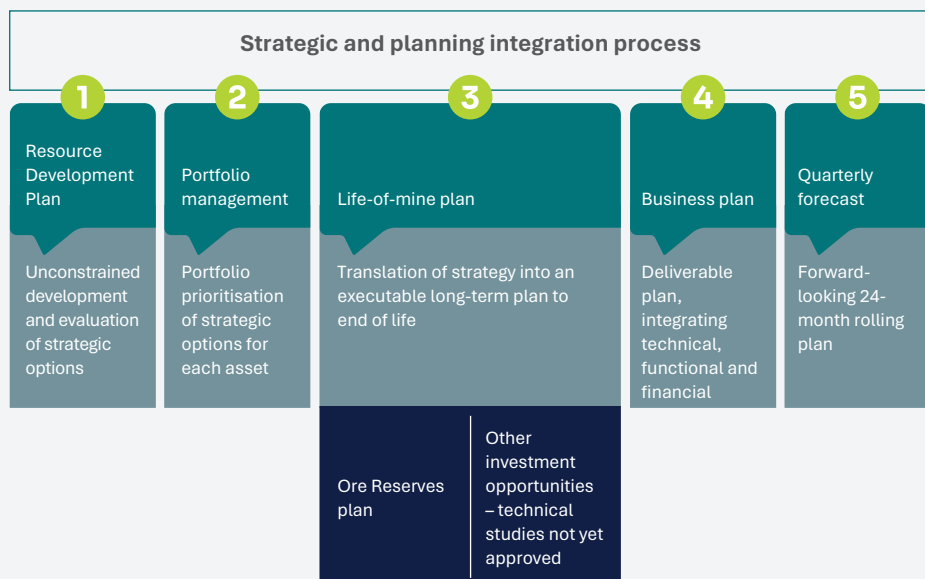 Strategic and planning integration process
1
Resource
Development
Plan
Unconstrained
development
and evaluation
of strategic
options
2
Portfolio
management
Portfolio
prioritisation
of strategic
options for
each asset
3
Life-of-mine plan
Translation of strategy into an
executable long-term plan to
end of life
Ore Reserves
plan
Other
investment
opportunities
– technical
studies not yet
approved
4
Business plan
Deliverable
plan,
integrating
technical,
functional and
financial
5
Quarterly
forecast
Forward-
looking 24-
month rolling
plan